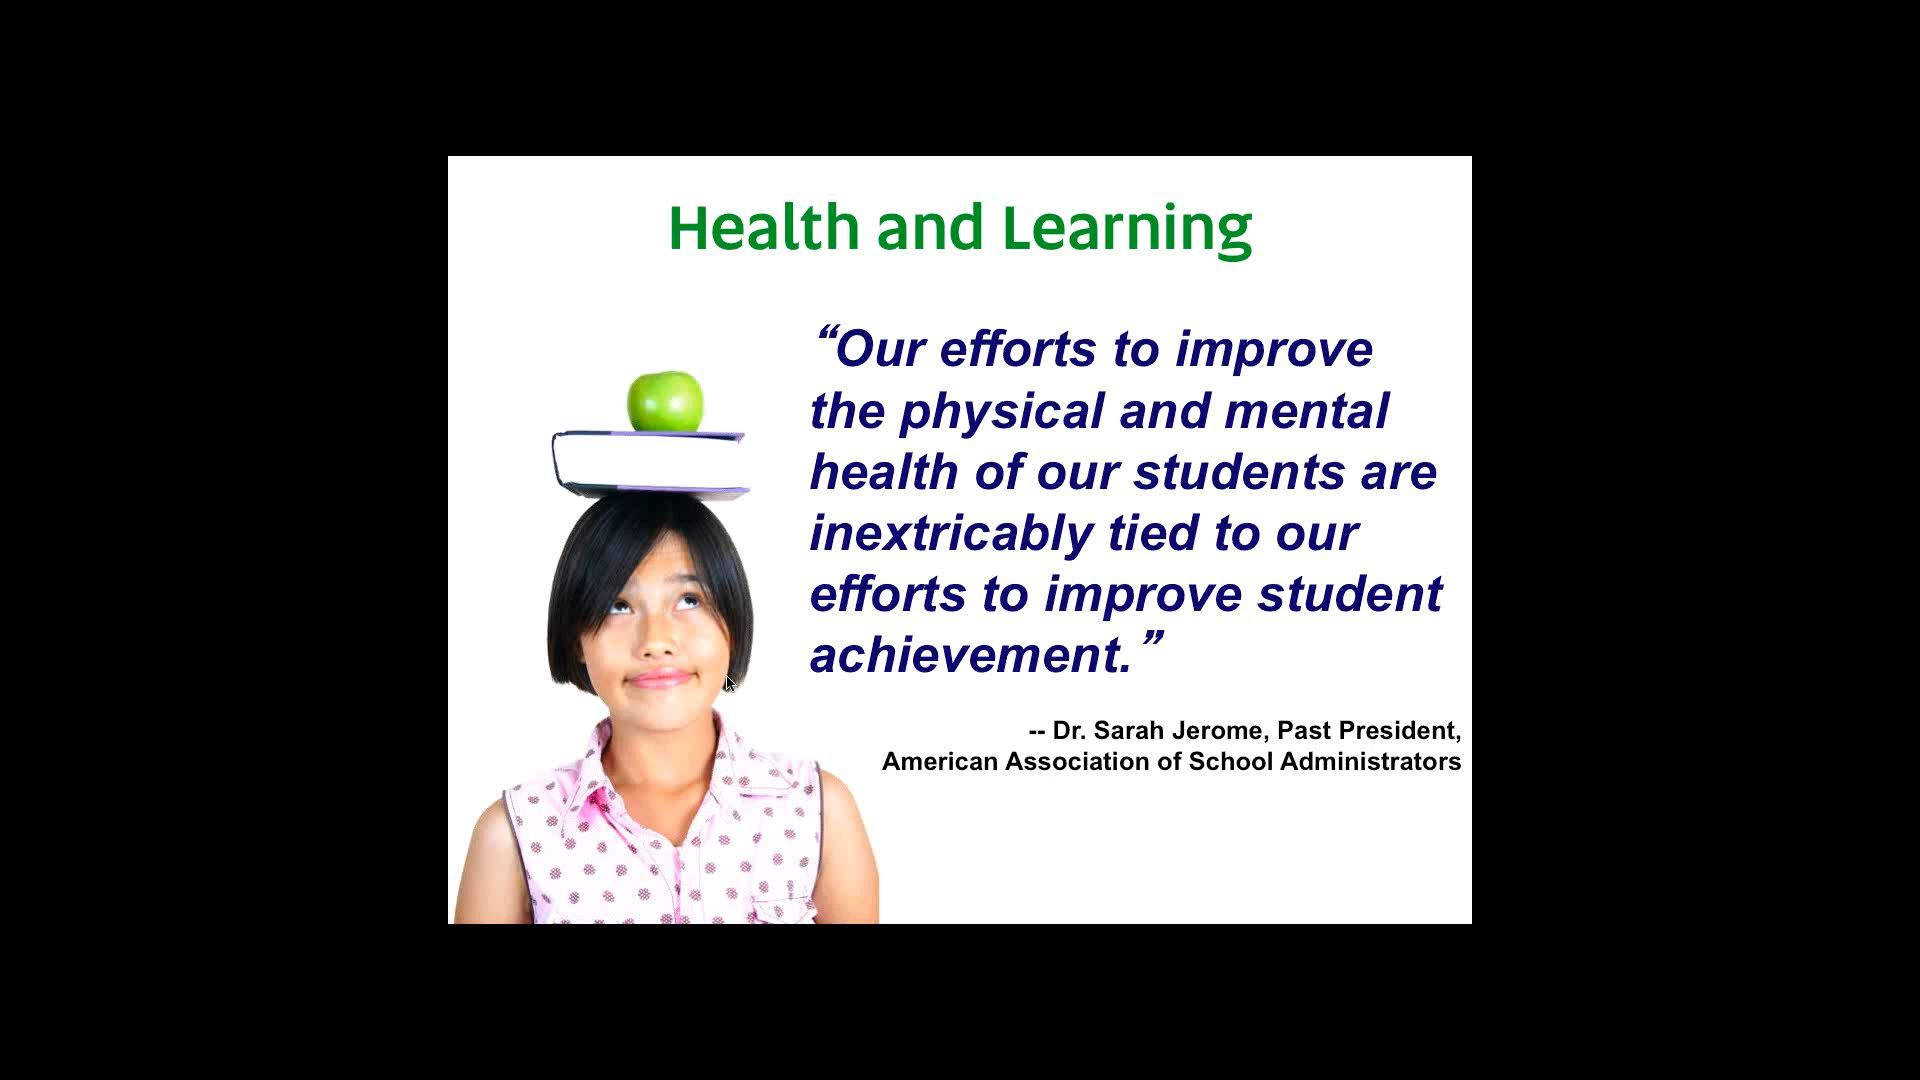 Health and Learning
“Our efforts to improve
the physical and mental
health of our students are
inextricably tied to our
efforts to improve student
achievement.”
-- Dr. Sarah Jerome, Past President,
American Association of School Administrators